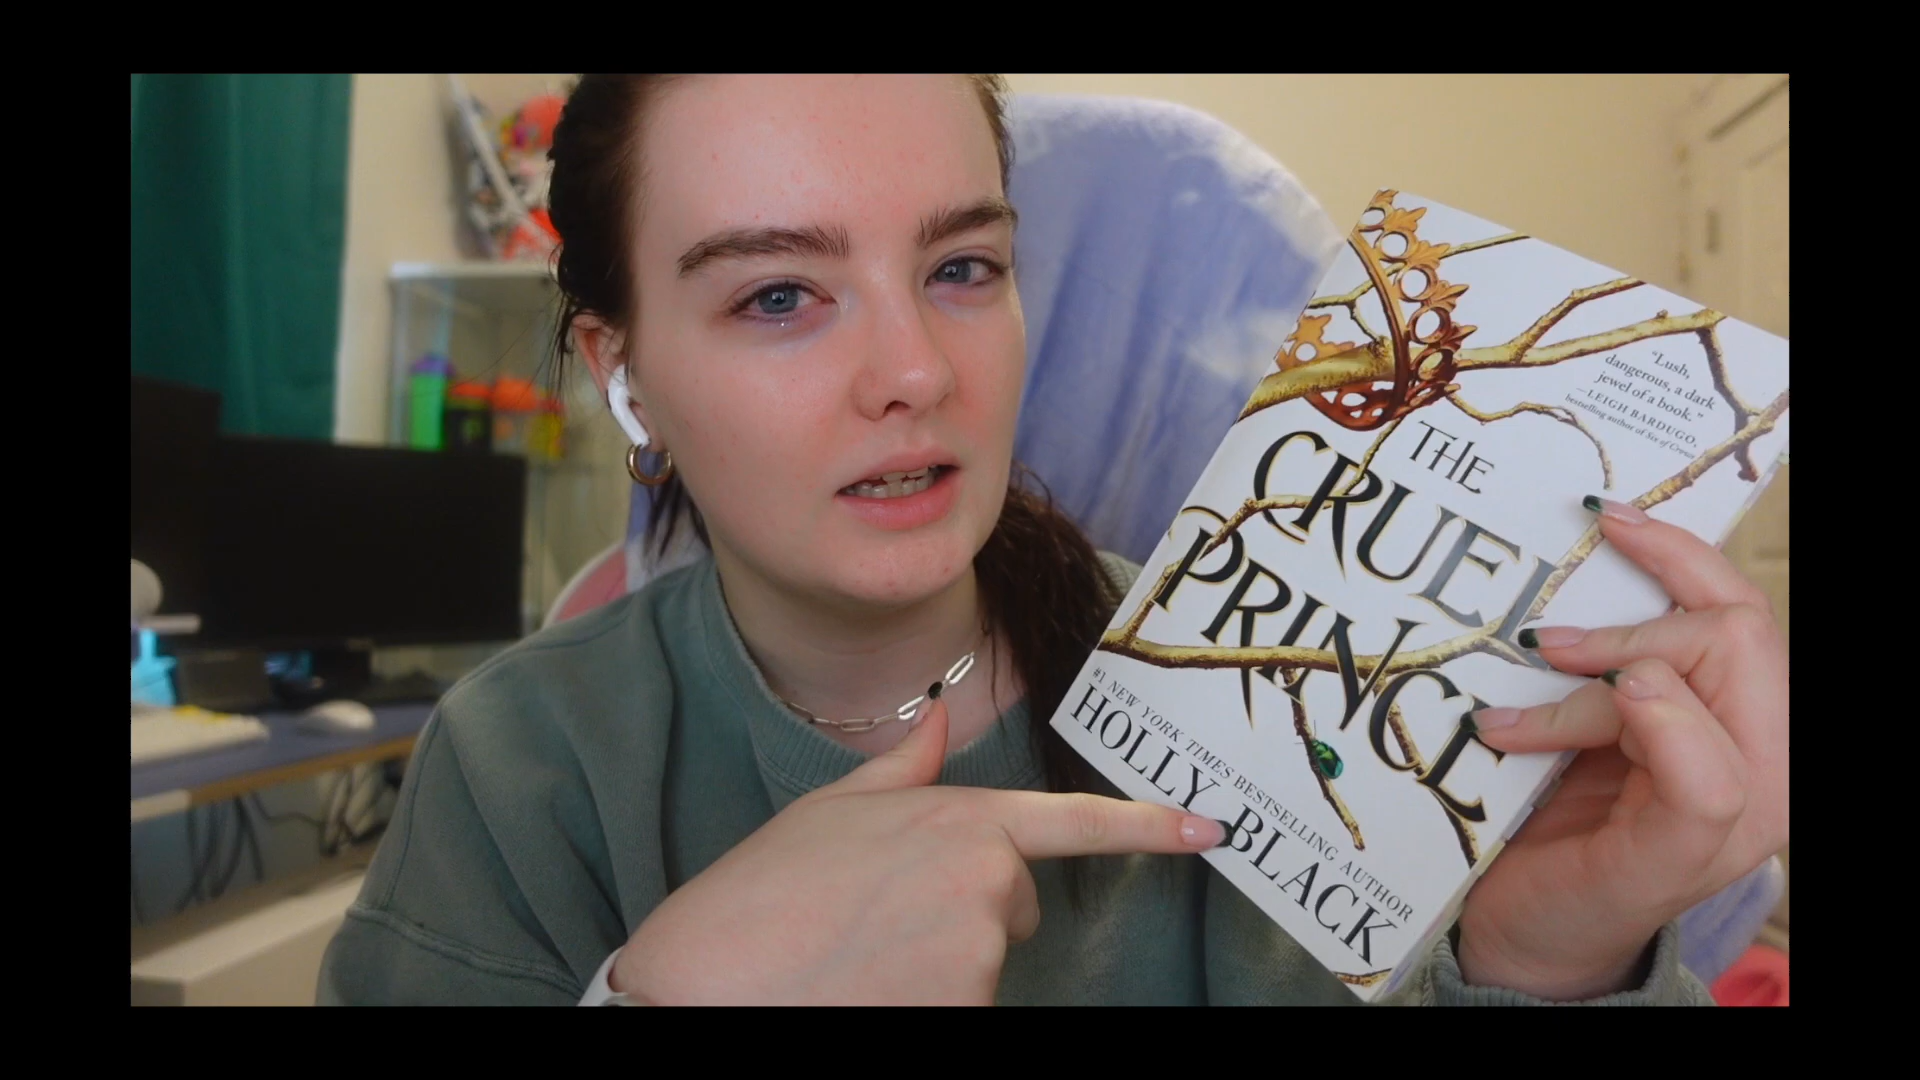 "Lush,
dangerous, a dark
jewel of a book."
—LEIGH BARDUGO,
bestselling author of Six of Crows
THE
CRUEL
PRINCE
#1 NEW YORK TIMES BESTSELLING AUTHOR
HOLLY BLACK